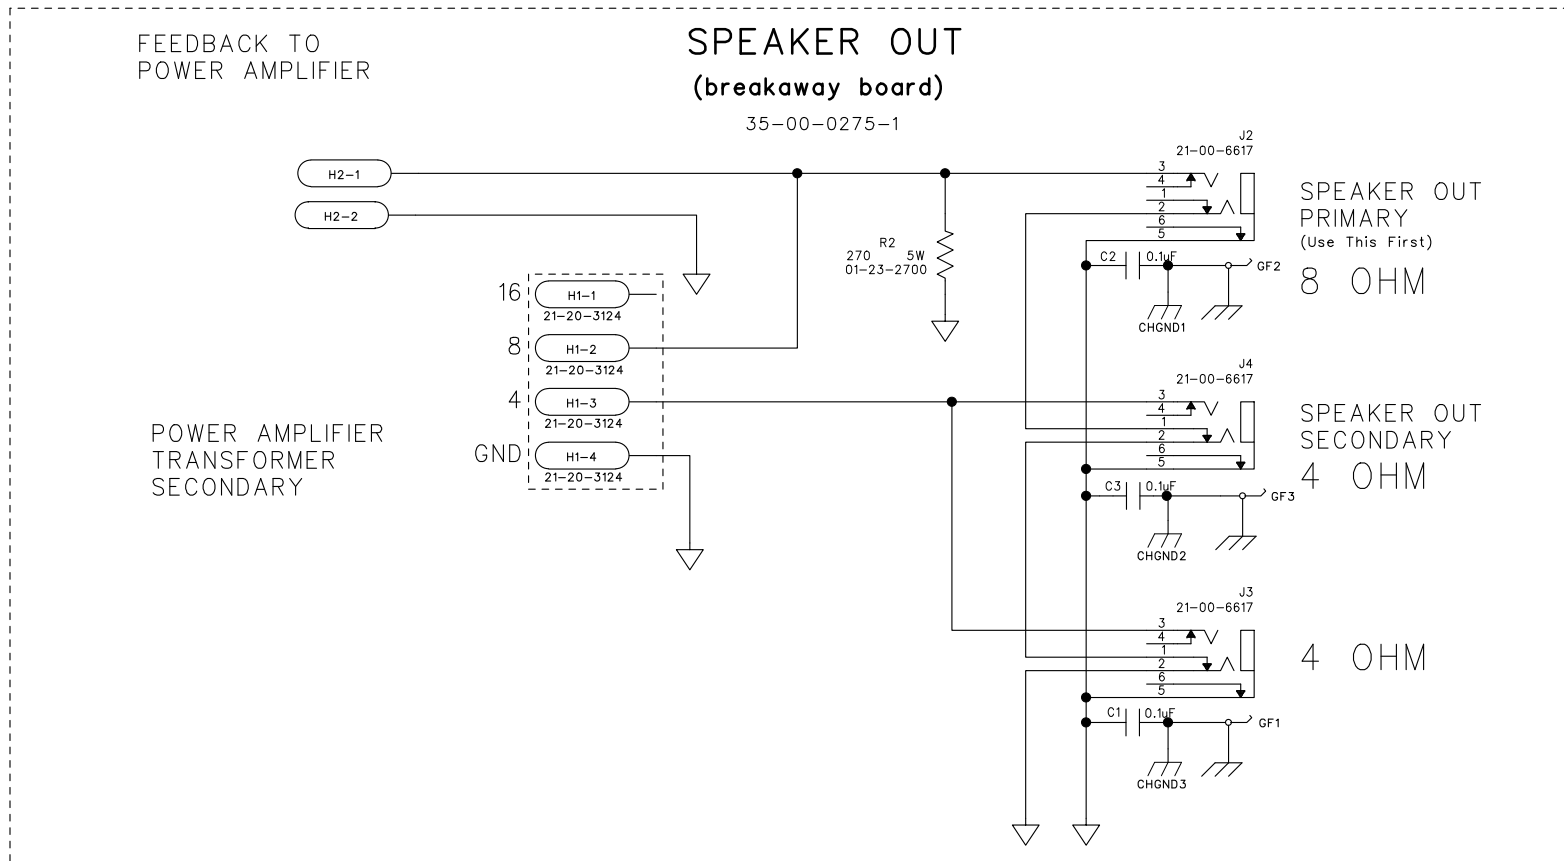 FEEDBACK TO
POWER AMPLIFIER
SPEAKER OUT
(breakaway board)
35-00-0275-1
H2-1
H2-2
R2
270 5W
01-23-2700
16
H1-1
21-20-3124
8
H1-2
21-20-3124
4
H1-3
21-20-3124
GND
H1-4
21-20-3124
POWER AMPLIFIER
TRANSFORMER
SECONDARY
J2
21-00-6617
3
4
1
2
6
5
C2 0.1uF
GF2
CHGND1
SPEAKER OUT
PRIMARY
(Use This First)
8 OHM
J4
21-00-6617
3
4
1
2
6
5
C3 0.1uF
GF3
CHGND2
SPEAKER OUT
SECONDARY
4 OHM
J3
21-00-6617
3
4
1
2
6
5
C1 0.1uF
GF1
CHGND3
4 OHM